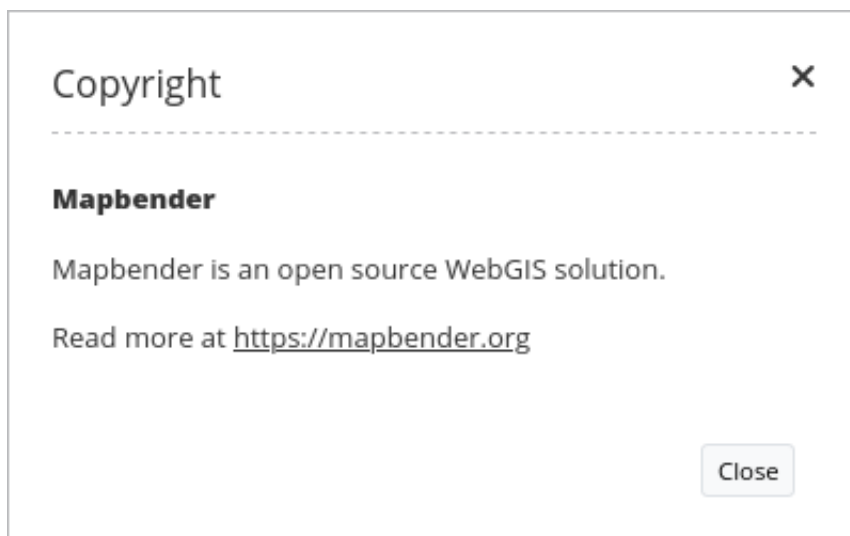 Copyright
Mapbender
Mapbender is an open source WebGIS solution.
Read more at https://mapbender.org
Close